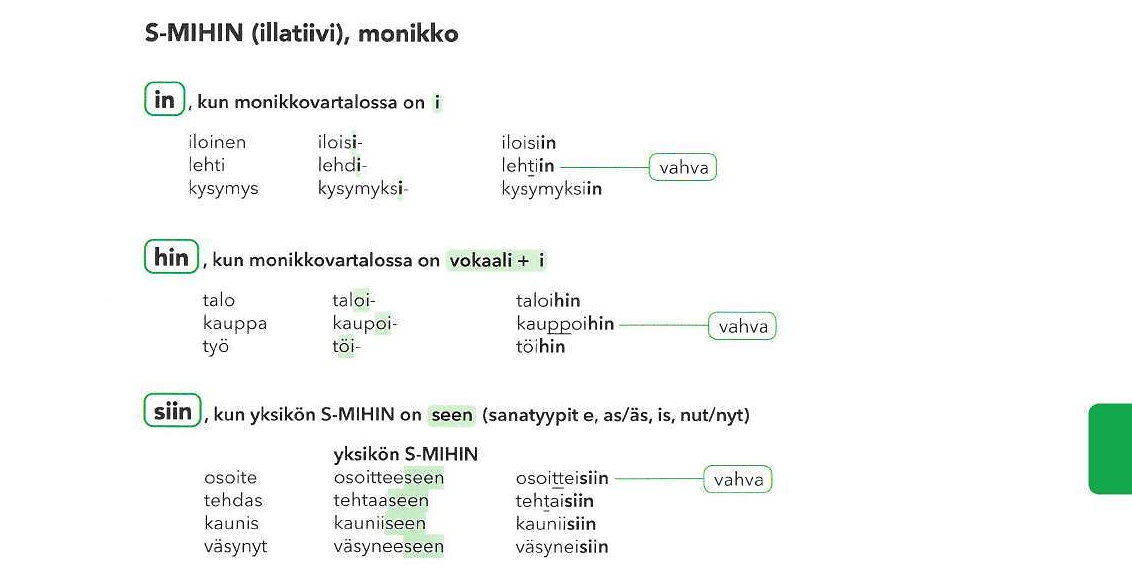 S-MIHIN (illatiivi), monikko
in, kun monikkovartalossa on i
iloinen iloisi- iloisiin
lehti lehdi- lehtiin vahva
kysymys kysymyksi- kysymyksiin
hin, kun monikkovartalossa on vokaali + i
talo taloi- taloihin
kauppa kaupoi- kauppoihin vahva
työ töi- töihin
siin, kun yksikön S-MIHIN on seen (sanatyypit e, as/äs, is, nut/nyt)
yksikön S-MIHIN
osoite osoitteeseen osoitteisiin vahva
tehdas tehtaaseen tehtaisiin
kaunis kauniiseen kauniisiin
väsynyt väsyneeseen väsyneisiin